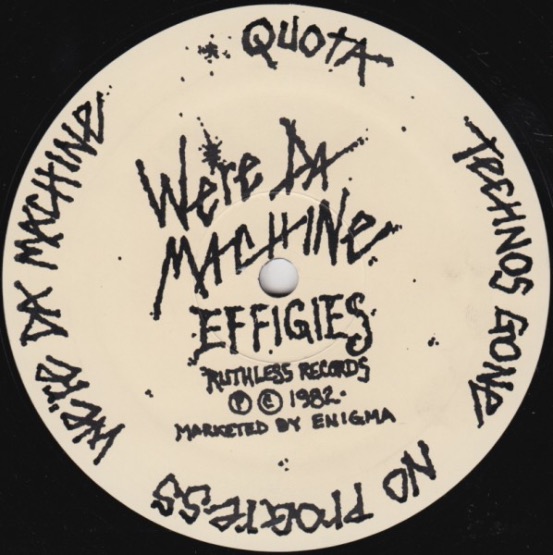 QUOTA
TECHNOS GONE
NO PROGRESS
WE'RE DA MACHINE
We're DA
MACHINE
EFFIGIES
RUTHLESS RECORDS
Ⓟ © 1982.
MARKETED BY ENIGMA